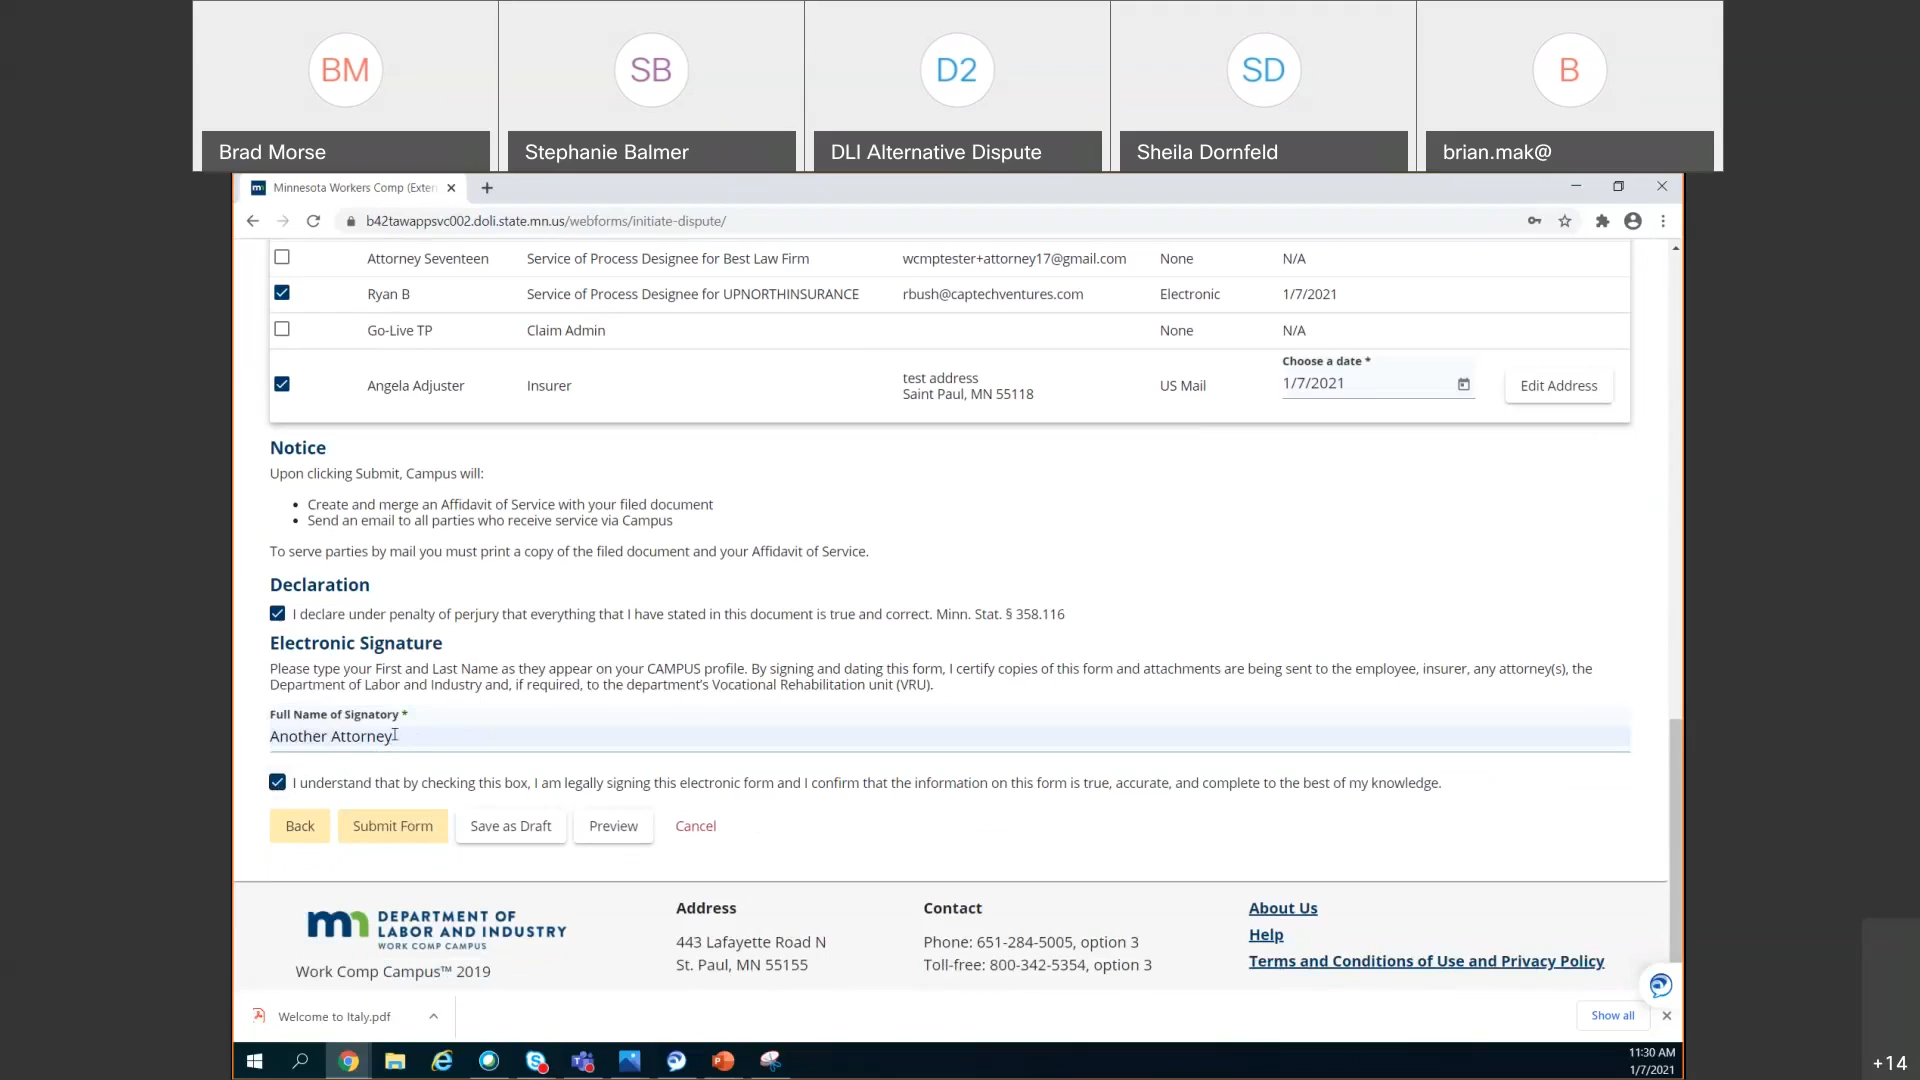 BM
SB
D2
SD
B
Brad Morse
Stephanie Balmer
DLI Alternative Dispute
Sheila Dornfeld
brian.mak@
Minnesota Workers Comp (Exter
b42tawappsvc002.doli.state.mn.us/webforms/initiate-dispute/
Attorney Seventeen Service of Process Designee for Best Law Firm wcmptester+attorney17@gmail.com None N/A
Ryan B Service of Process Designee for UPNORTHINSURANCE rbush@captechventures.com Electronic 1/7/2021
Go-Live TP Claim Admin None N/A
Choose a date *
Angela Adjuster Insurer test address US Mail 1/7/2021 Edit Address
Saint Paul, MN 55118
Notice
Upon clicking Submit, Campus will:
• Create and merge an Affidavit of Service with your filed document
• Send an email to all parties who receive service via Campus
To serve parties by mail you must print a copy of the filed document and your Affidavit of Service.
Declaration
I declare under penalty of perjury that everything that I have stated in this document is true and correct. Minn. Stat. § 358.116
Electronic Signature
Please type your First and Last Name as they appear on your CAMPUS profile. By signing and dating this form, I certify copies of this form and attachments are being sent to the employee, insurer, any attorney(s), the
Department of Labor and Industry and, if required, to the department's Vocational Rehabilitation unit (VRU).
Full Name of Signatory *
Another Attorney
I understand that by checking this box, I am legally signing this electronic form and I confirm that the information on this form is true, accurate, and complete to the best of my knowledge.
Back Submit Form Save as Draft Preview Cancel
mn DEPARTMENT OF
LABOR AND INDUSTRY
WORK COMP CAMPUS
Work Comp Campus™ 2019
Address
443 Lafayette Road N
St. Paul, MN 55155
Contact
Phone: 651-284-5005, option 3
Toll-free: 800-342-5354, option 3
About Us
Help
Terms and Conditions of Use and Privacy Policy
Welcome to Italy.pdf
Show all
11:30 AM
1/7/2021
+14